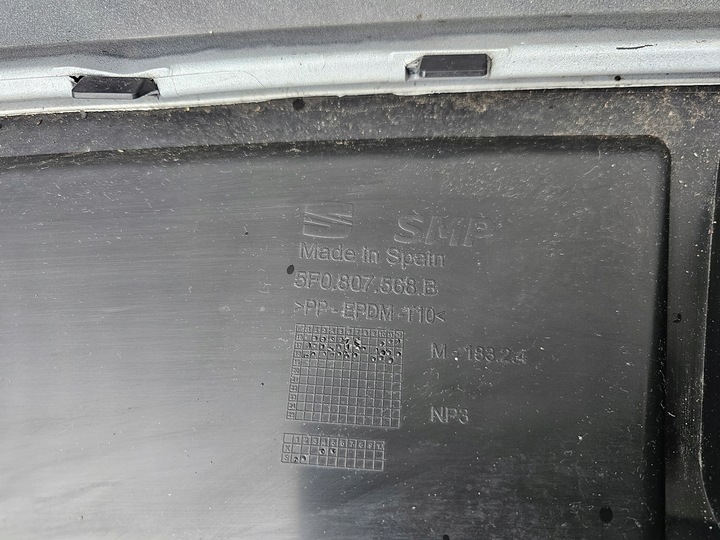 SMP
Made in Spain
5F0.807.568.B
>PP-EPDM-T10<
M - 183.2.4
NP3